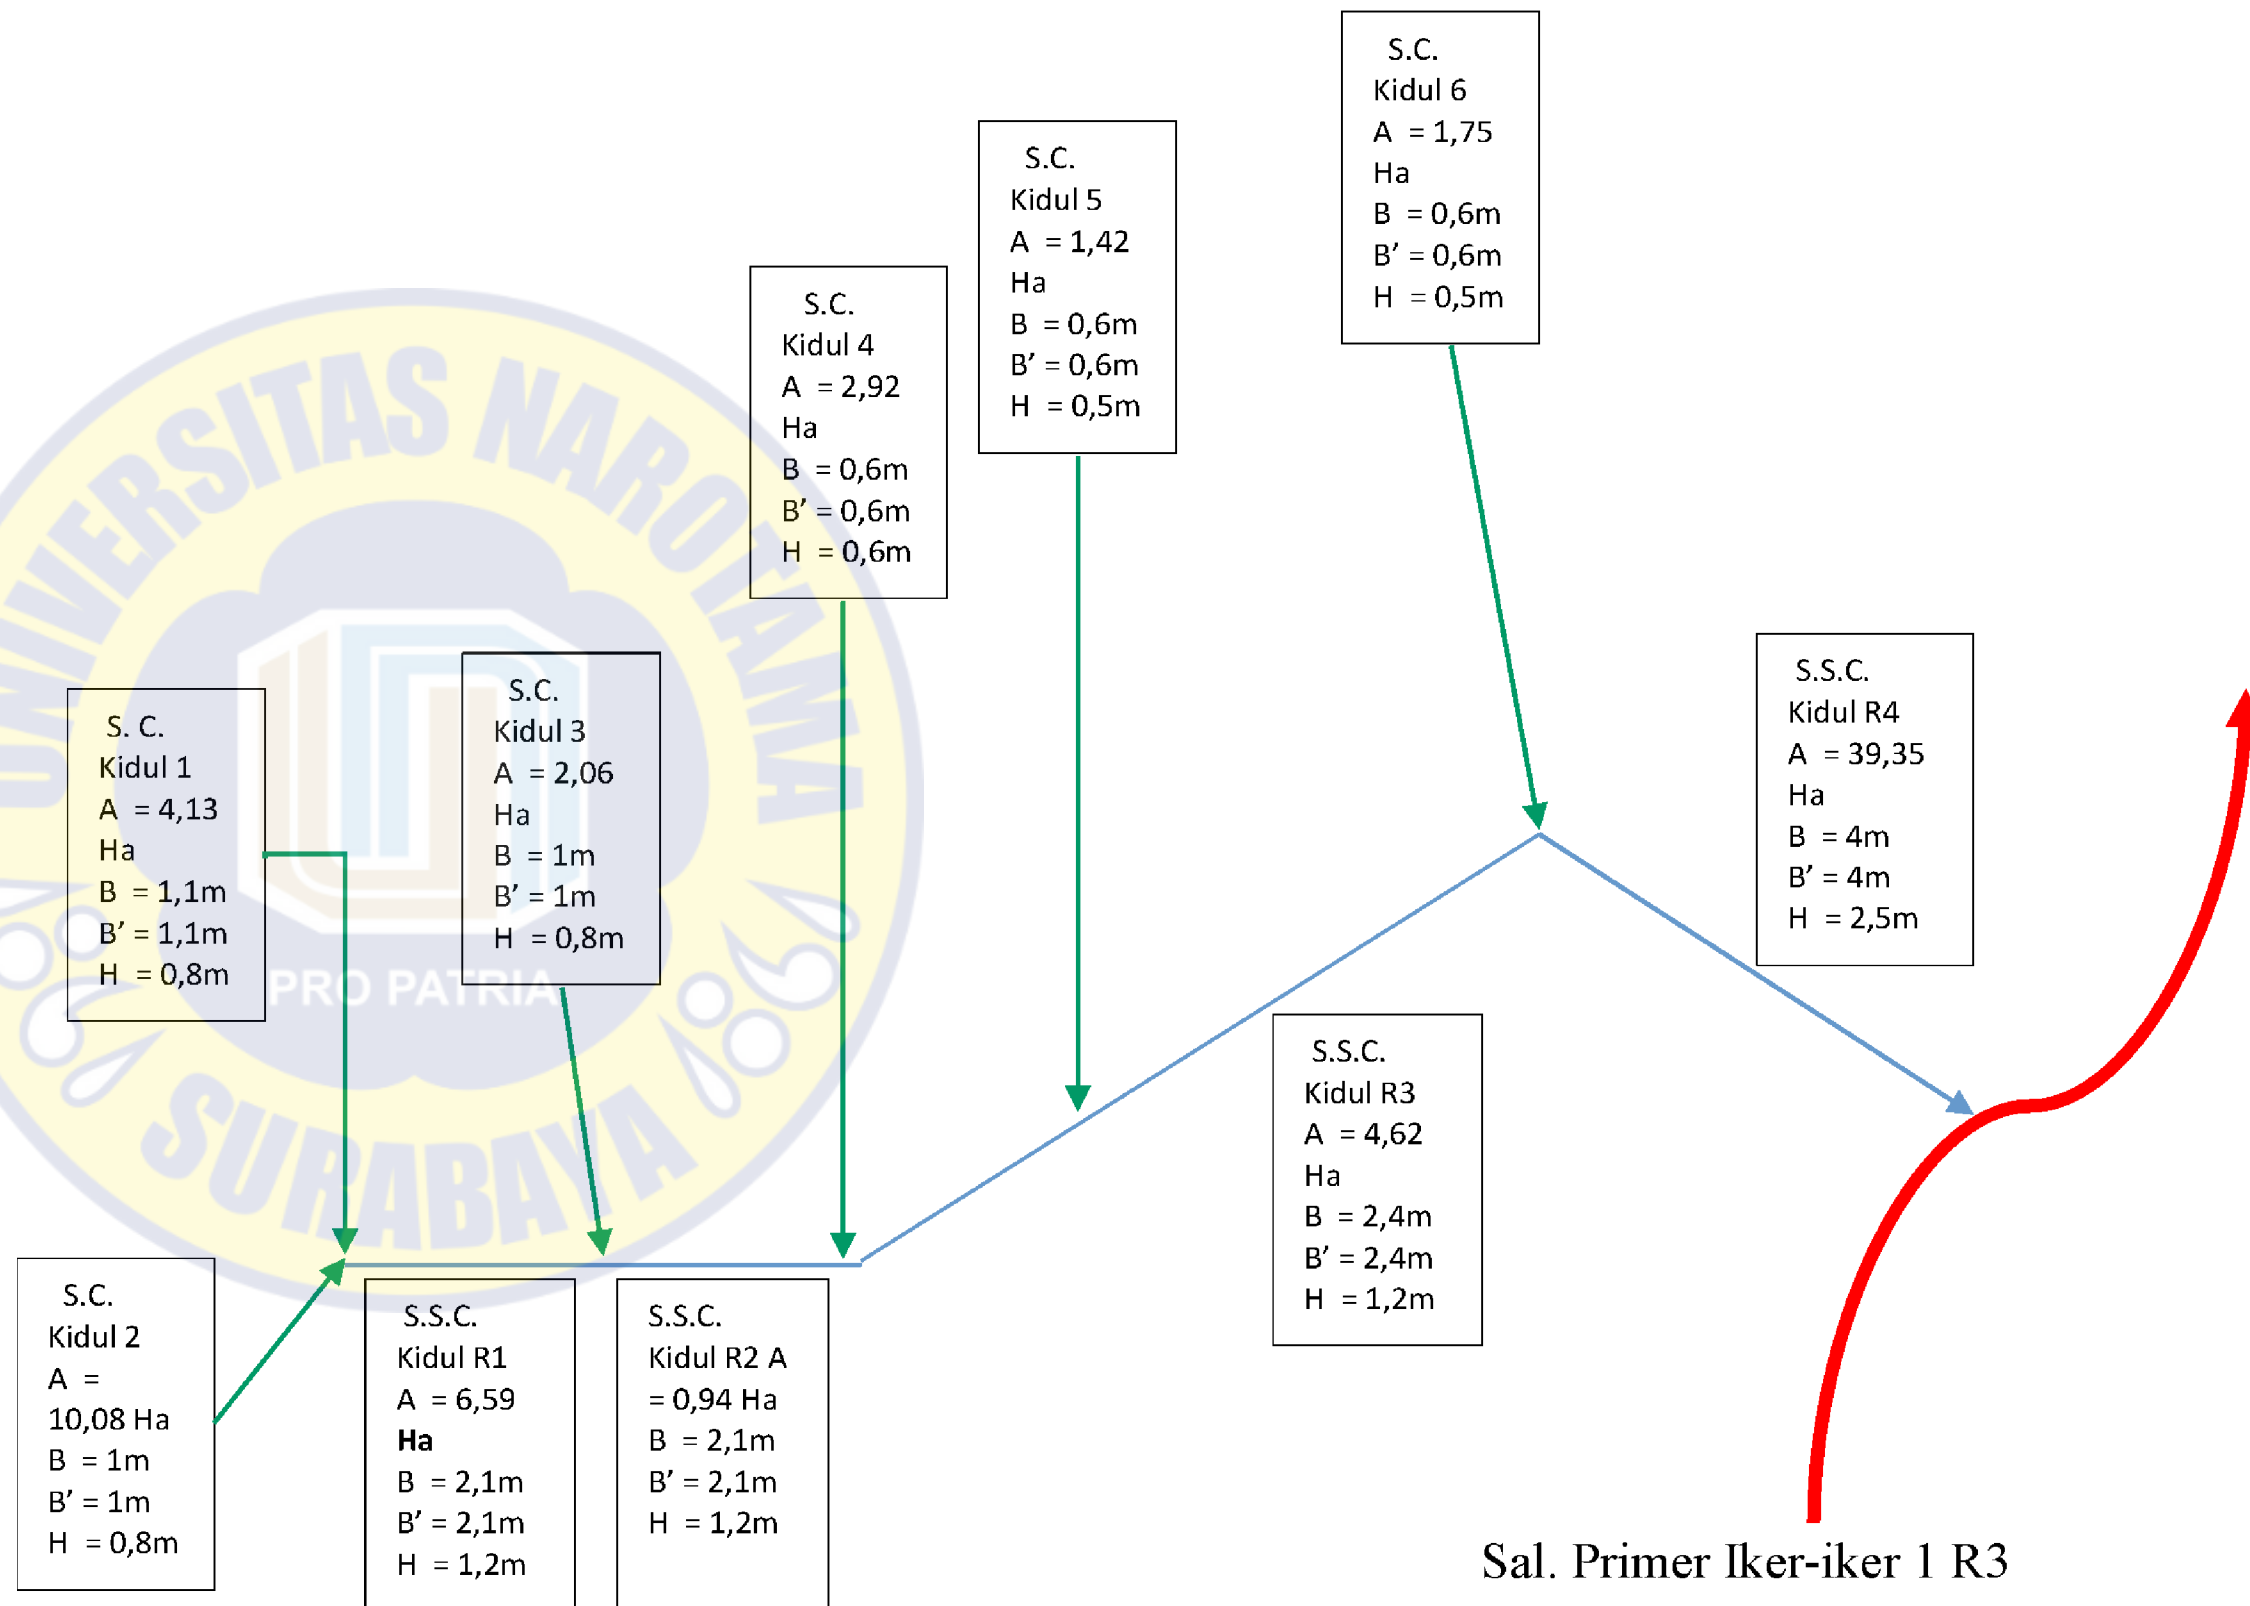 S.C.
Kidul 6
A = 1,75
Ha
B = 0,6m
B’ = 0,6m
H = 0,5m
S.C.
Kidul 5
A = 1,42
Ha
B = 0,6m
B’ = 0,6m
H = 0,5m
S.C.
Kidul 4
A = 2,92
Ha
B = 0,6m
B’ = 0,6m
H = 0,6m
S.C.
Kidul 3
A = 2,06
Ha
B = 1m
B’ = 1m
H = 0,8m
S. C.
Kidul 1
A = 4,13
Ha
B = 1,1m
B’ = 1,1m
H = 0,8m
S.S.C.
Kidul R4
A = 39,35
Ha
B = 4m
B’ = 4m
H = 2,5m
S.S.C.
Kidul R3
A = 4,62
Ha
B = 2,4m
B’ = 2,4m
H = 1,2m
S.C.
Kidul 2
A =
10,08 Ha
B = 1m
B’ = 1m
H = 0,8m
S.S.C.
Kidul R1
A = 6,59
Ha
B = 2,1m
B’ = 2,1m
H = 1,2m
S.S.C.
Kidul R2 A
= 0,94 Ha
B = 2,1m
B’ = 2,1m
H = 1,2m
Sal. Primer Iker-iker 1 R3
UNIVERSITAS NAROTAMA
PRO PATRIA
SURABAYA